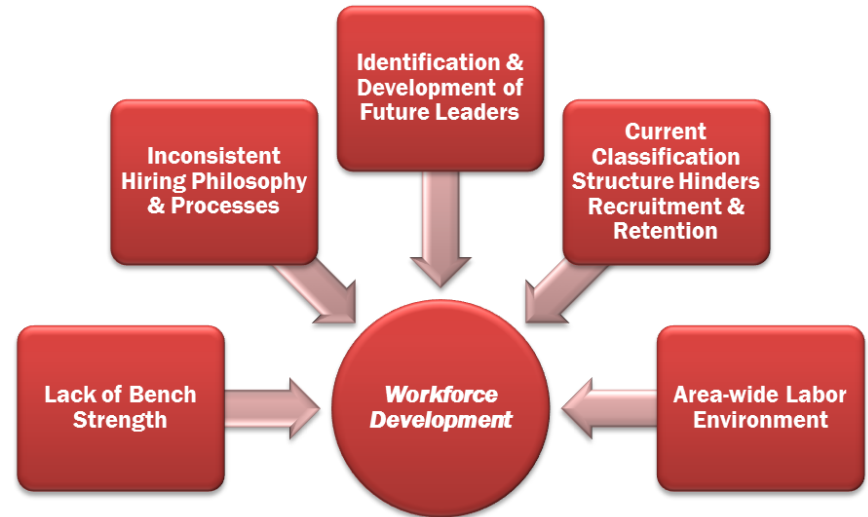 Identification &
Development of
Future Leaders
Inconsistent
Hiring Philosophy
& Processes
Current
Classification
Structure Hinders
Recruitment &
Retention
Lack of Bench
Strength
Workforce
Development
Area-wide Labor
Environment